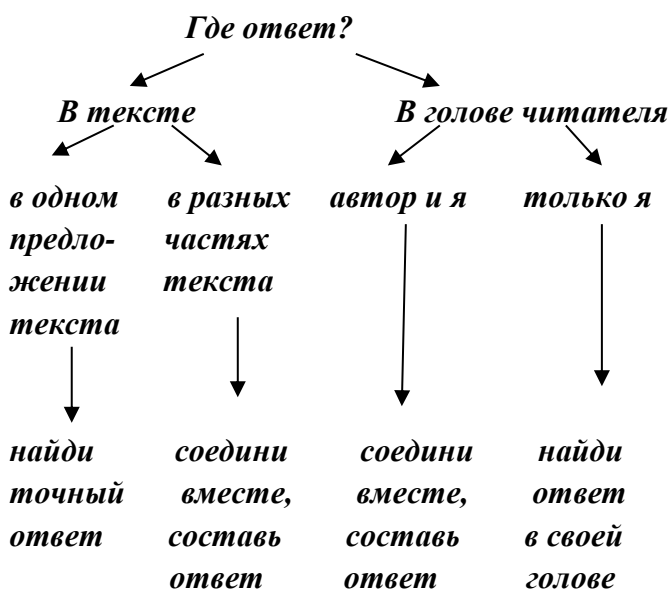 Где ответ?
В тексте
В голове читателя
в одном
предло-
жении
текста
в разных
частях
текста
автор и я
только я
найди
точный
ответ
соедини
вместе,
составь
ответ
соедини
вместе,
составь
ответ
найди
ответ
в своей
голове